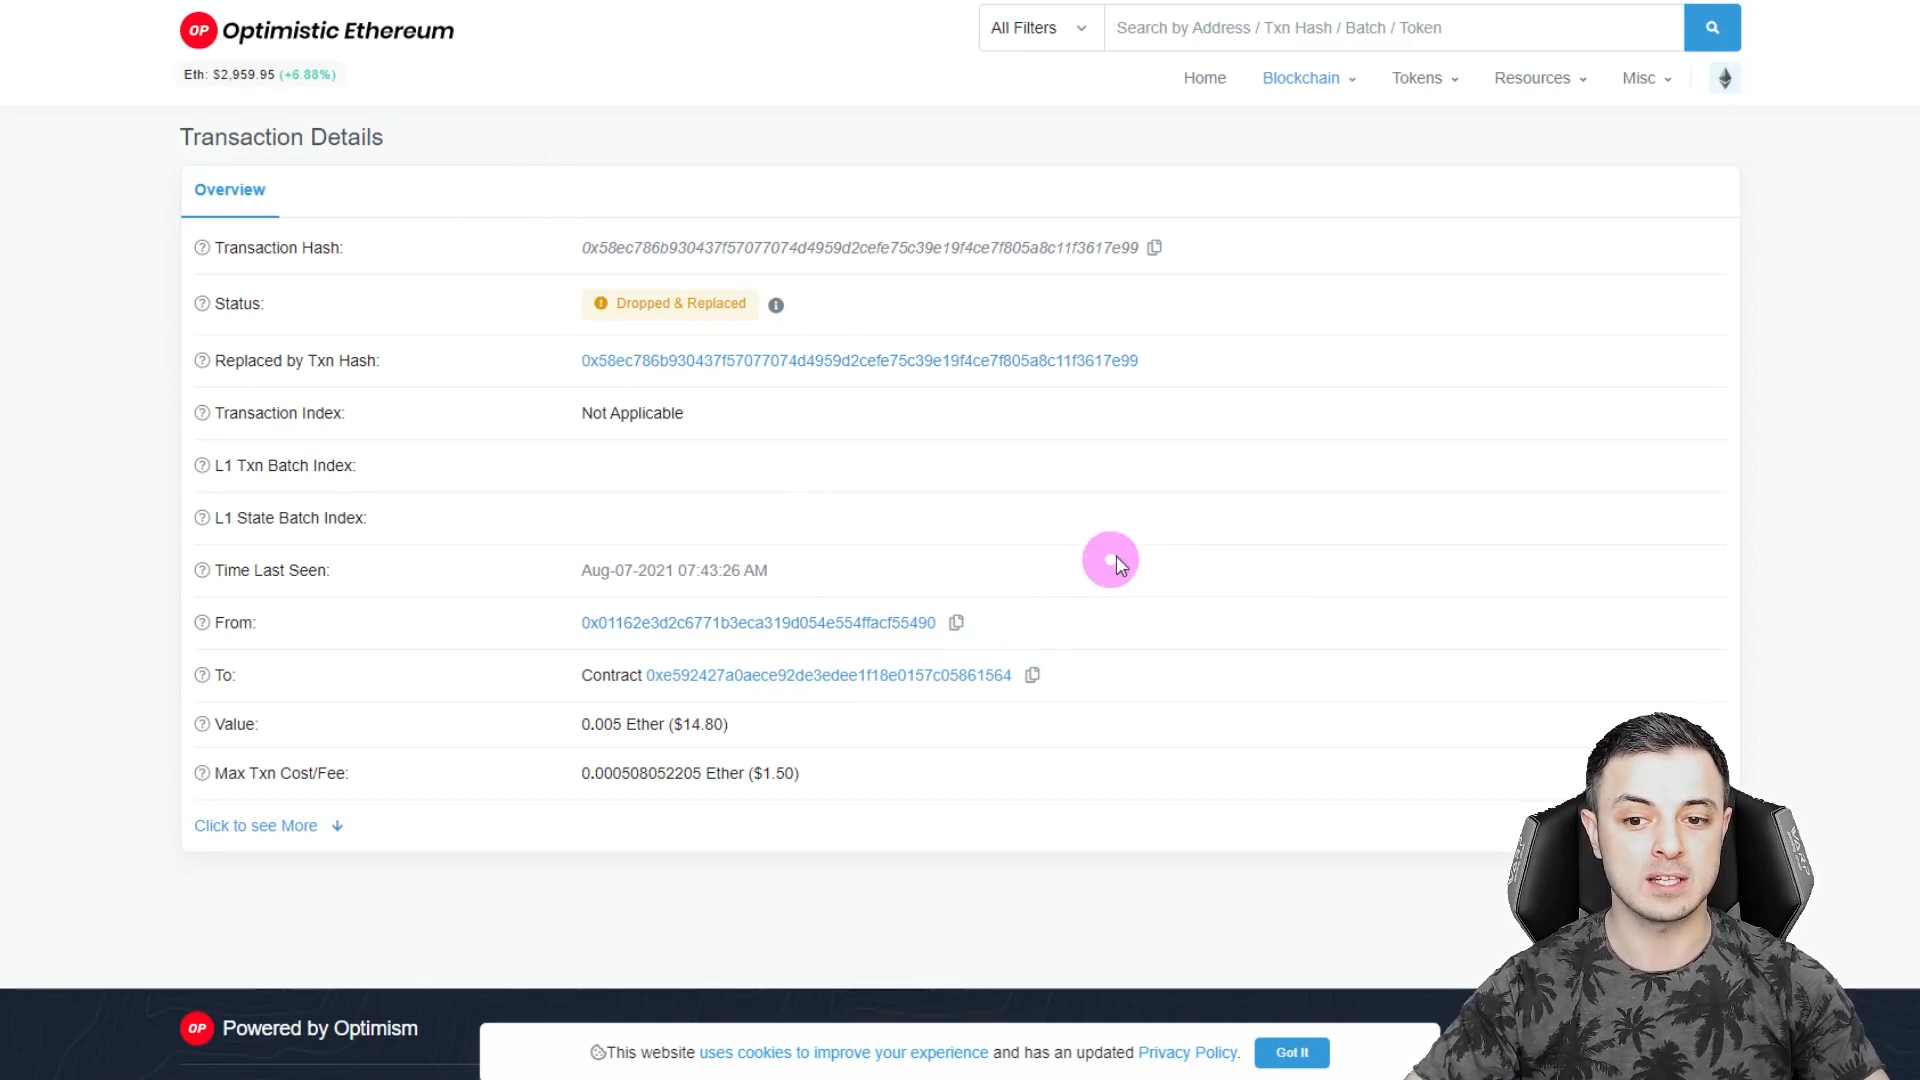 OP Optimistic Ethereum
All Filters
Search by Address / Txn Hash / Batch / Token
Eth: $2,959.95 (+6.88%)
Home
Blockchain
Tokens
Resources
Misc
Transaction Details
Overview
Transaction Hash: 0x58ec786b930437f57077074d4959d2cefe75c39e19f4ce7f805a8c11f3617e99
Status: Dropped & Replaced
Replaced by Txn Hash: 0x58ec786b930437f57077074d4959d2cefe75c39e19f4ce7f805a8c11f3617e99
Transaction Index: Not Applicable
L1 Txn Batch Index:
L1 State Batch Index:
Time Last Seen: Aug-07-2021 07:43:26 AM
From: 0x01162e3d2c6771b3eca319d054e554ffacf55490
To: Contract 0xe592427a0aece92de3edee1f18e0157c05861564
Value: 0.005 Ether ($14.80)
Max Txn Cost/Fee: 0.000508052205 Ether ($1.50)
Click to see More
OP Powered by Optimism
This website uses cookies to improve your experience and has an updated Privacy Policy.
Got It